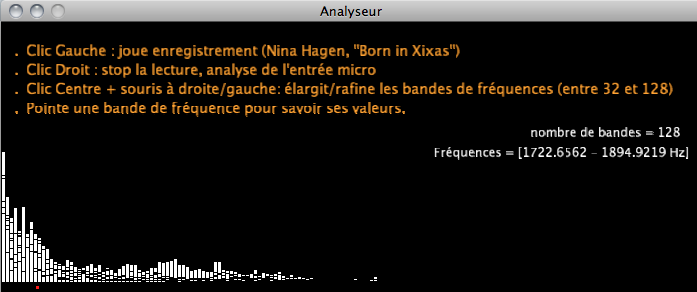 Analyseur
. Clic Gauche : joue enregistrement (Nina Hagen, "Born in Xixas")
. Clic Droit : stop la lecture, analyse de l'entrée micro
. Clic Centre + souris à droite/gauche: élargit/rafine les bandes de fréquences (entre 32 et 128)
. Pointe une bande de fréquence pour savoir ses valeurs.
nombre de bandes = 128
Fréquences = [1722.6562 - 1894.9219 Hz]